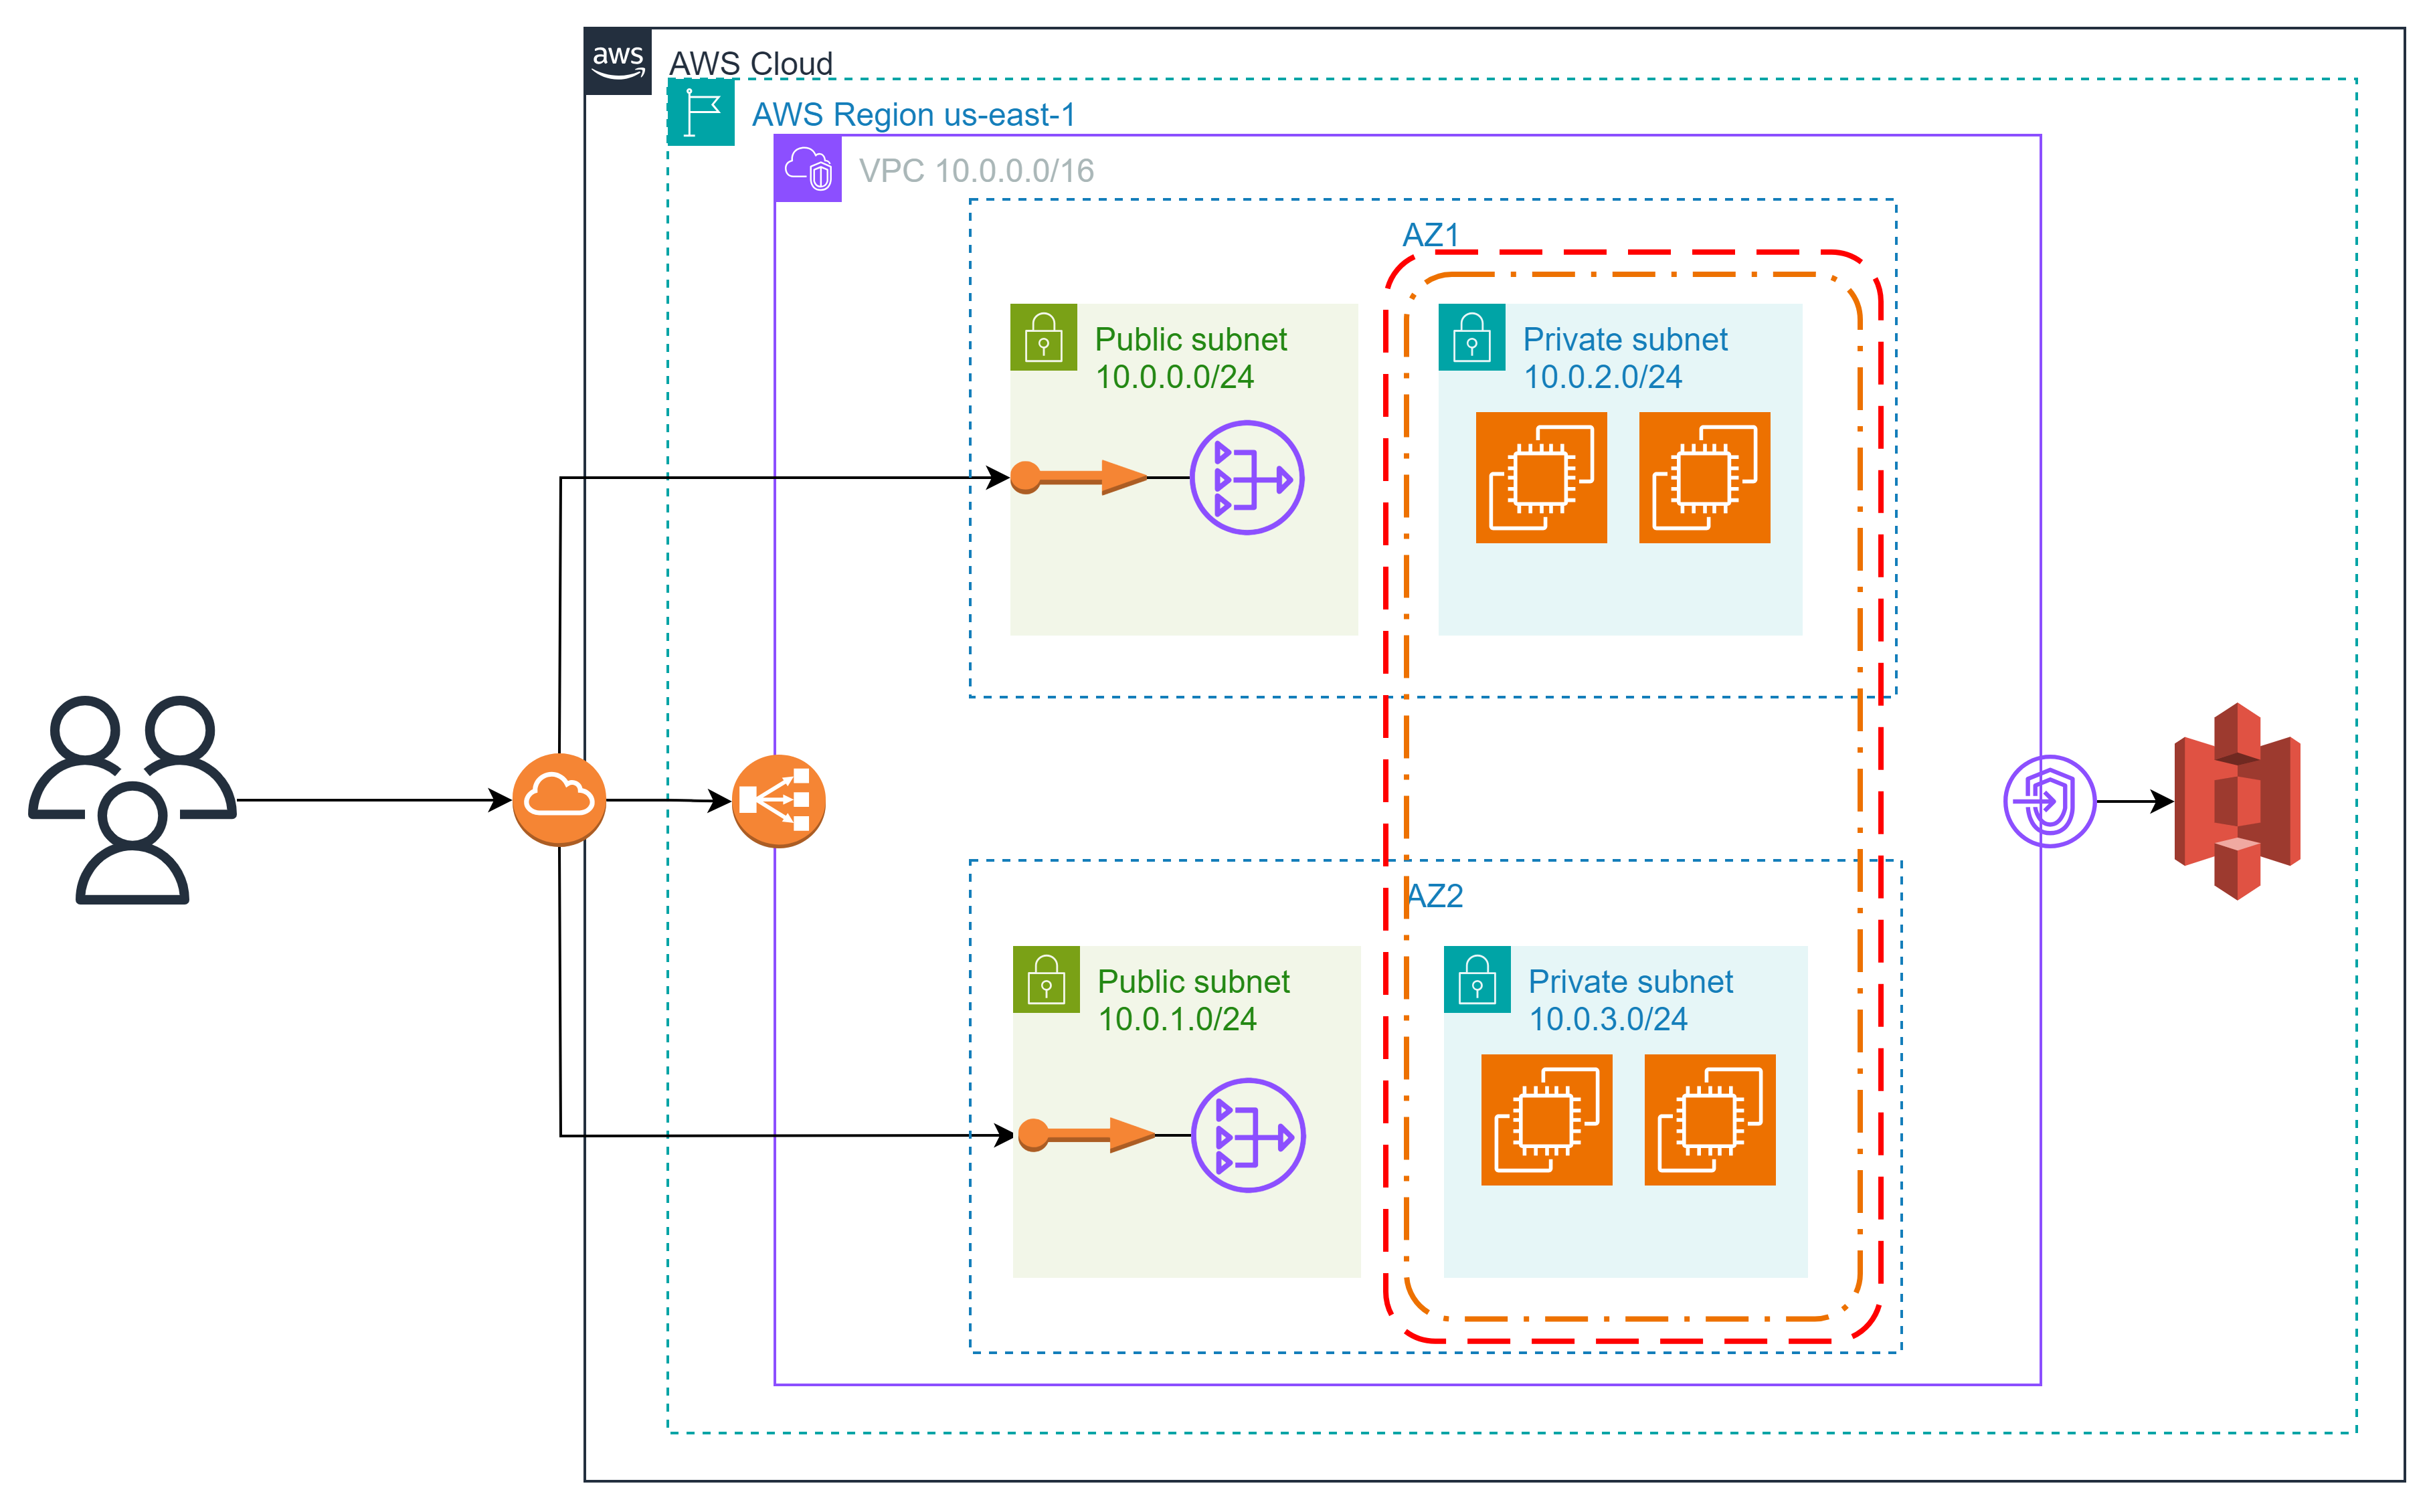 aws
AWS Cloud
AWS Region us-east-1
VPC 10.0.0.0/16
AZ1
Public subnet
10.0.0.0/24
Private subnet
10.0.2.0/24
AZ2
Public subnet
10.0.1.0/24
Private subnet
10.0.3.0/24